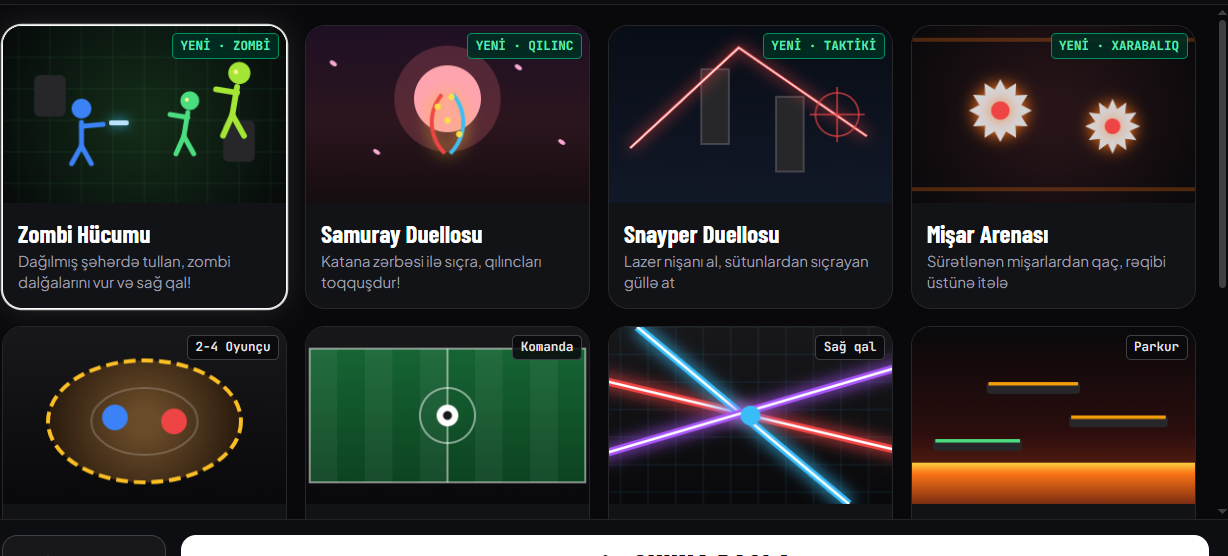 YENİ · ZOMBİ
YENİ · QILINC
YENİ · TAKTİKİ
YENİ · XARABALIQ
Zombi Hücumu
Dağılmış şəhərdə tullan, zombi
dalğalarını vur və sağ qal!
Samuray Duellosu
Katana zərbəsi ilə sıçra, qılıncları
toqquşdur!
Snayper Duellosu
Lazer nişanı al, sütunlardan sıçrayan
güllə at
Mişar Arenası
Sürətlənən mişarlardan qaç, rəqibi
üstünə itələ
2-4 Oyunçu
Komanda
Sağ qal
Parkur